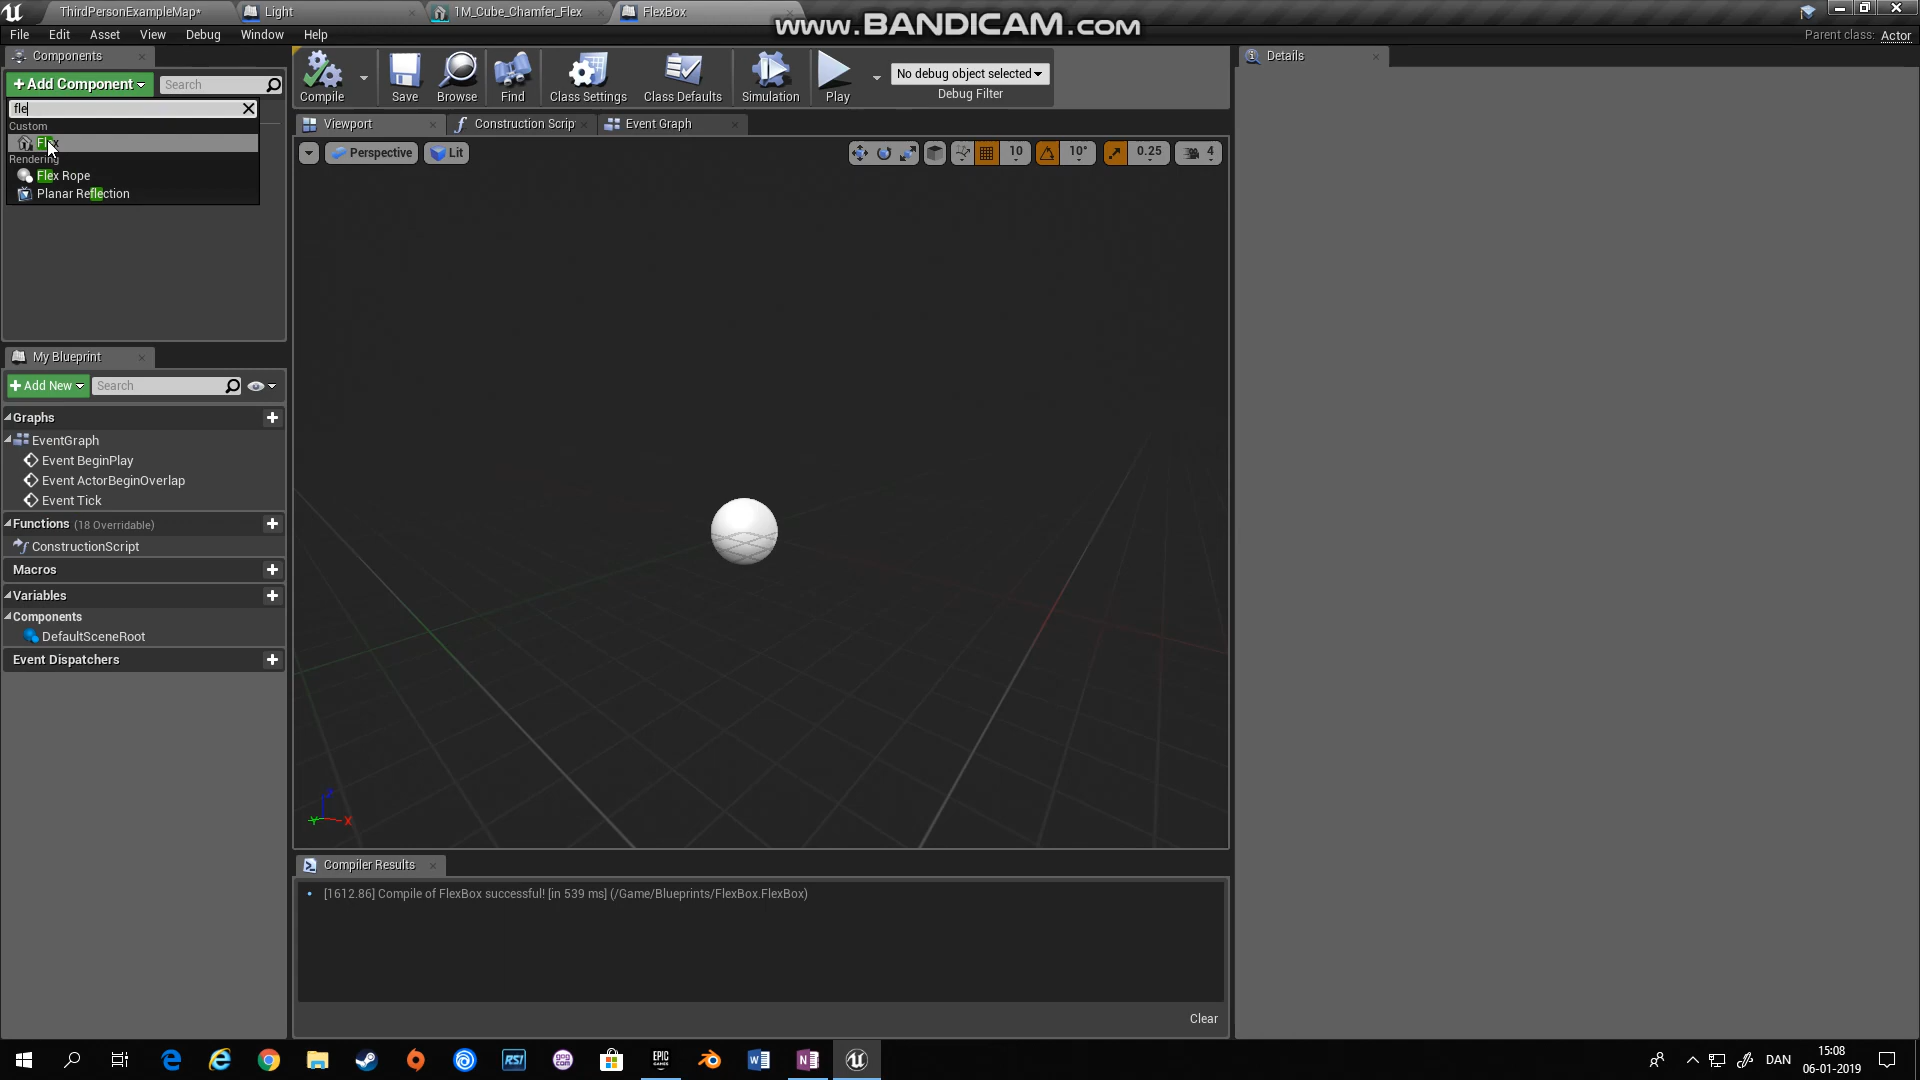 ThirdPersonExampleMap*
Light
1M_Cube_Chamfer_Flex
FlexBox
www.BANDICAM.com
File
Edit
Asset
View
Debug
Window
Help
Parent class: Actor
Components
Details
+Add Component
Search
fle
Custom
Flex
Rendering
Flex Rope
Planar Reflection
Compile
Save
Browse
Find
Class Settings
Class Defaults
Simulation
Play
No debug object selected
Debug Filter
Viewport
Construction Scrip
Event Graph
Perspective
Lit
10
10°
0.25
4
My Blueprint
+Add New
Search
Graphs
EventGraph
Event BeginPlay
Event ActorBeginOverlap
Event Tick
Functions (18 Overridable)
ConstructionScript
Macros
Variables
Components
DefaultSceneRoot
Event Dispatchers
X
Compiler Results
[1612.86] Compile of FlexBox successful! [in 539 ms] (/Game/Blueprints/FlexBox.FlexBox)
Clear
RSI
GOG COM
EPIC GAMES
DAN
15:08
06-01-2019